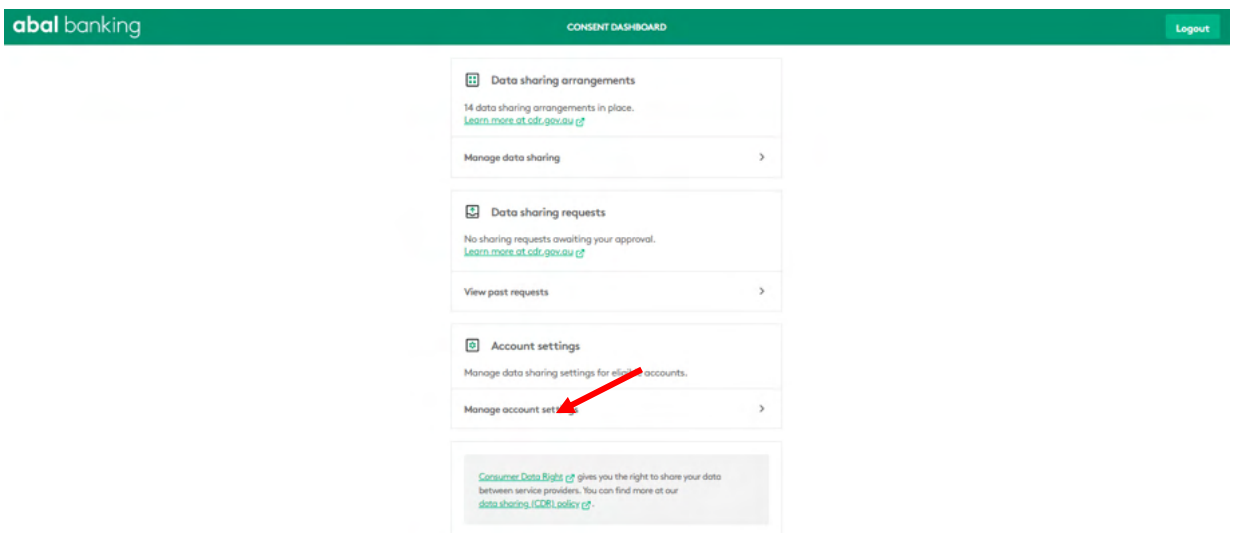 abal banking
CONSENT DASHBOARD
Logout
Data sharing arrangements
14 data sharing arrangements in place.
Learn more at cdr.gov.au
Manage data sharing
Data sharing requests
No sharing requests awaiting your approval.
Learn more at cdr.gov.au
View past requests
Account settings
Manage data sharing settings for eligible accounts.
Manage account settings
Consumer Data Right gives you the right to share your data
between service providers. You can find more at our
data sharing (CDR) policy.